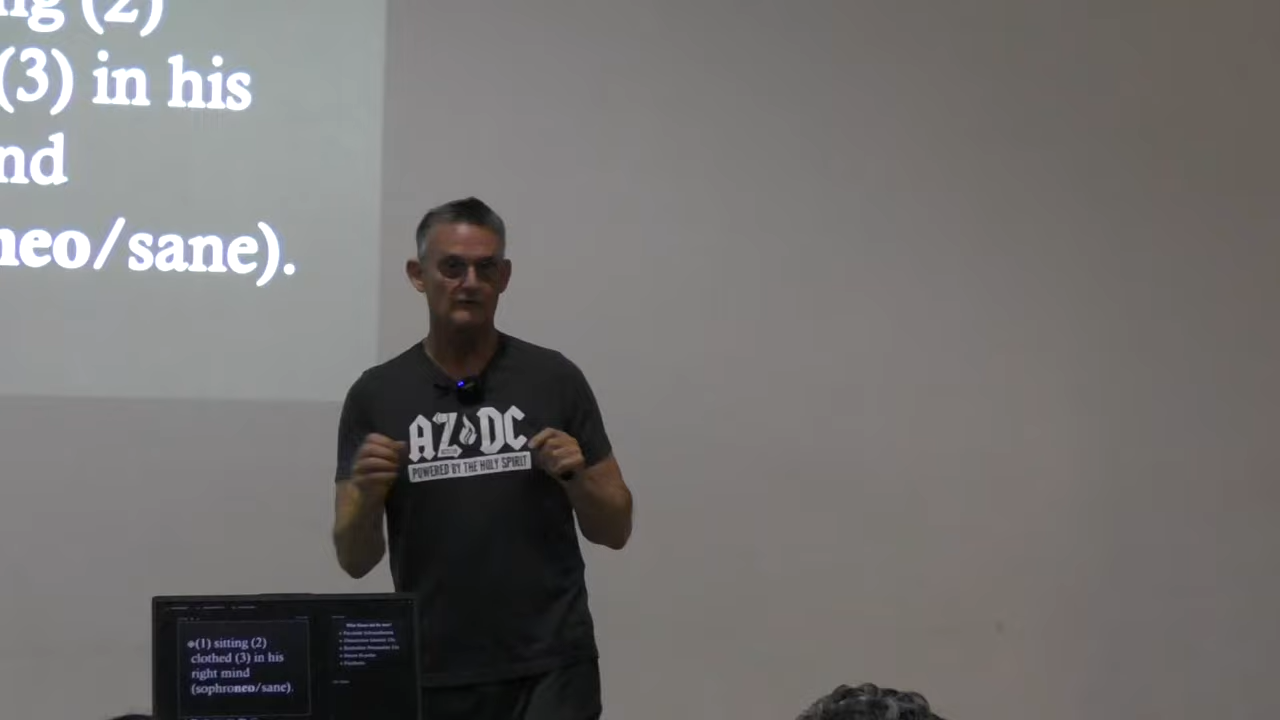 ng (2)
(3) in his
nd
neo/sane).
AZ DC
POWERED BY THE HOLY SPIRIT
(1) sitting (2)
clothed (3) in his
right mind
(sophroneo/sane).